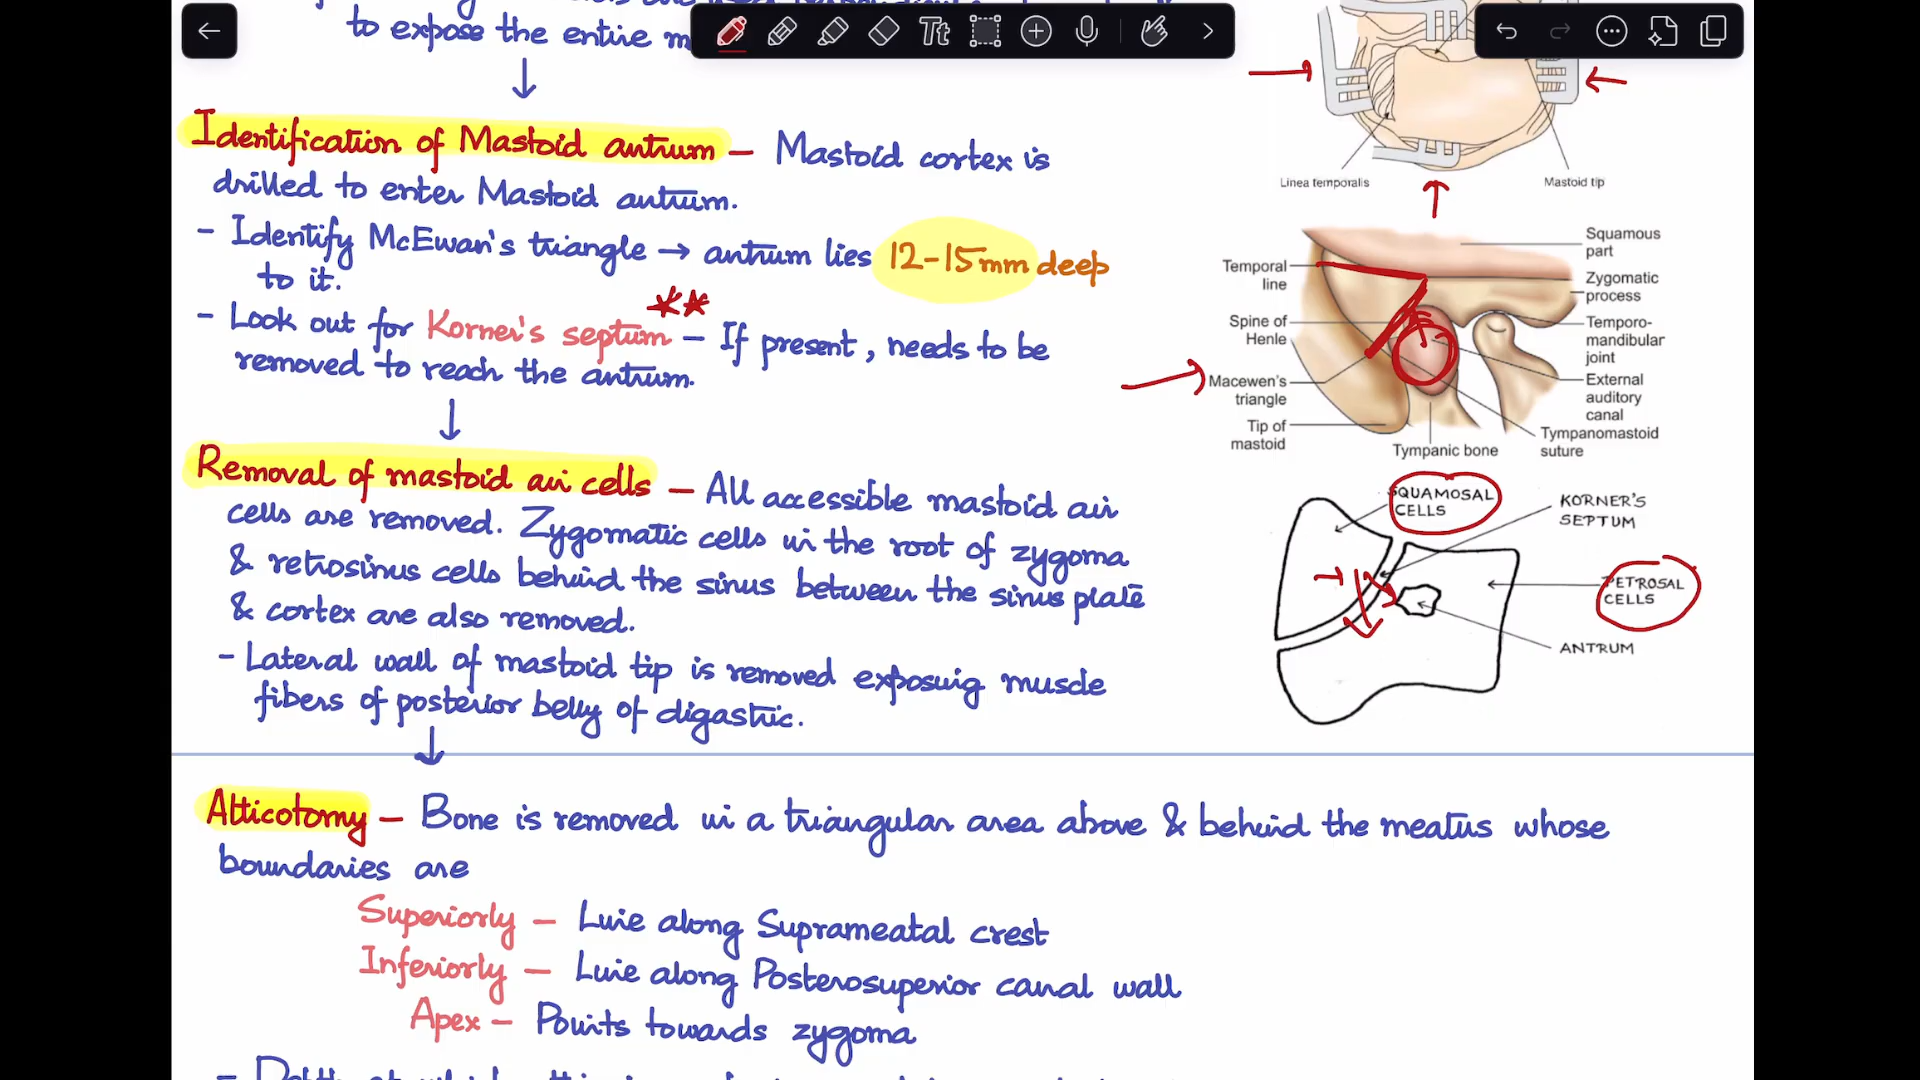 to expose the entire m
Tt
Linea temporalis
Mastoid tip
Identification of Mastoid antrum — Mastoid cortex is
drilled to enter Mastoid antrum.
- Identify McEwan's triangle → antrum lies 12-15mm deep
to it.
- Look out for Korner's septum ** - If present, needs to be
removed to reach the antrum.
Squamous
part
Temporal
line
Zygomatic
process
Spine of
Henle
Temporo-
mandibular
joint
Macewen's
triangle
External
auditory
canal
Tip of
mastoid
Tympanic bone
Tympanomastoid
suture
Removal of mastoid air cells — All accessible mastoid air
cells are removed. Zygomatic cells in the root of zygoma
& retrosinus cells behind the sinus between the sinus plate
& cortex are also removed.
- Lateral wall of mastoid tip is removed exposing muscle
fibers of posterior belly of digastric.
SQUAMOSAL
CELLS
KORNER'S
SEPTUM
PETROSAL
CELLS
ANTRUM
Atticotomy — Bone is removed in a triangular area above & behind the meatus whose
boundaries are
Superiorly — Line along Suprameatal crest
Inferiorly — Line along Posterosuperior canal wall
Apex — Points towards zygoma